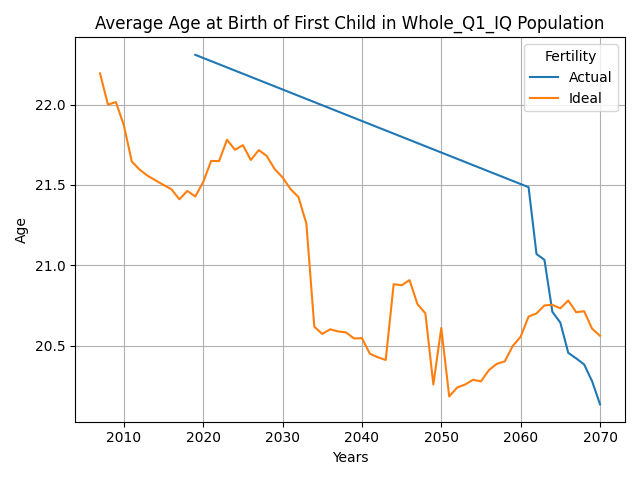 Average Age at Birth of First Child in Whole_Q1_IQ Population
Fertility
Actual
Ideal
Age
22.0
21.5
21.0
20.5
2010
2020
2030
2040
2050
2060
2070
Years